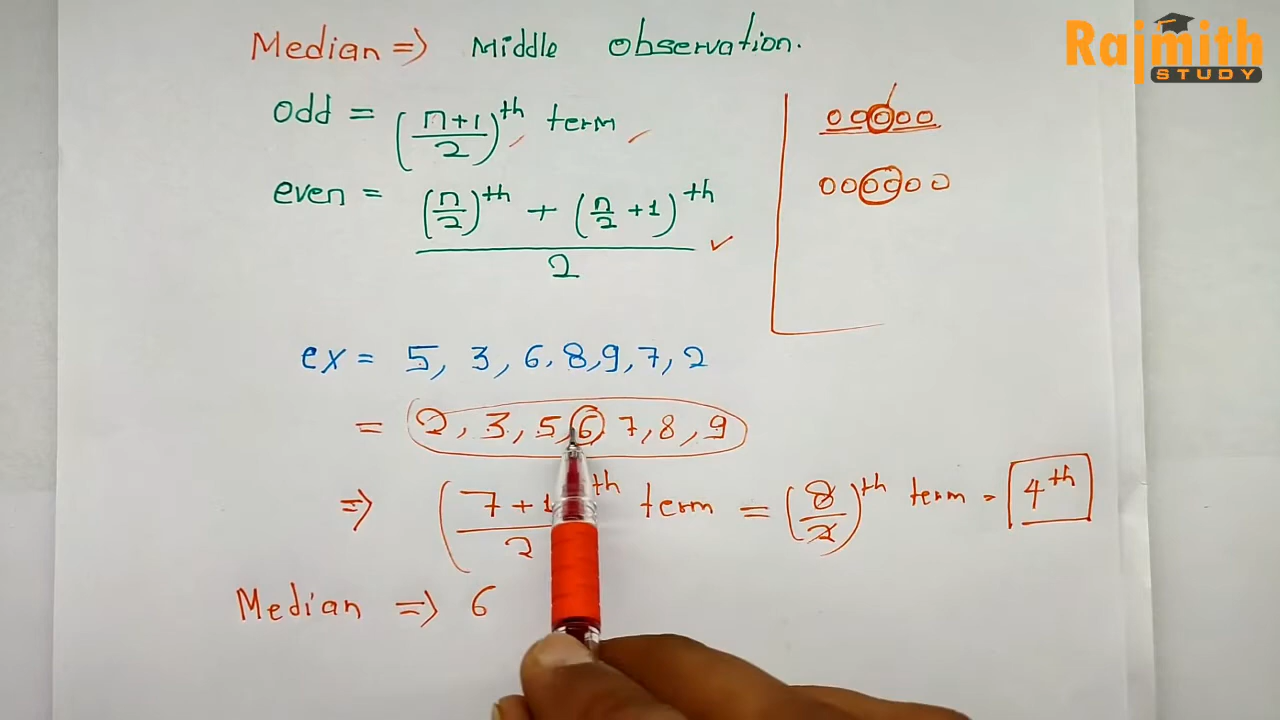 Rajmith
STUDY
Median => Middle observation.
odd = (n+1/2)th term
even = (n/2)th + (n/2 +1)th / 2
ex = 5, 3, 6, 8, 9, 7, 2
= 2, 3, 5, 6 7, 8, 9
=> (7+1/2 th term = (8/2)th term = 4th
Median => 6